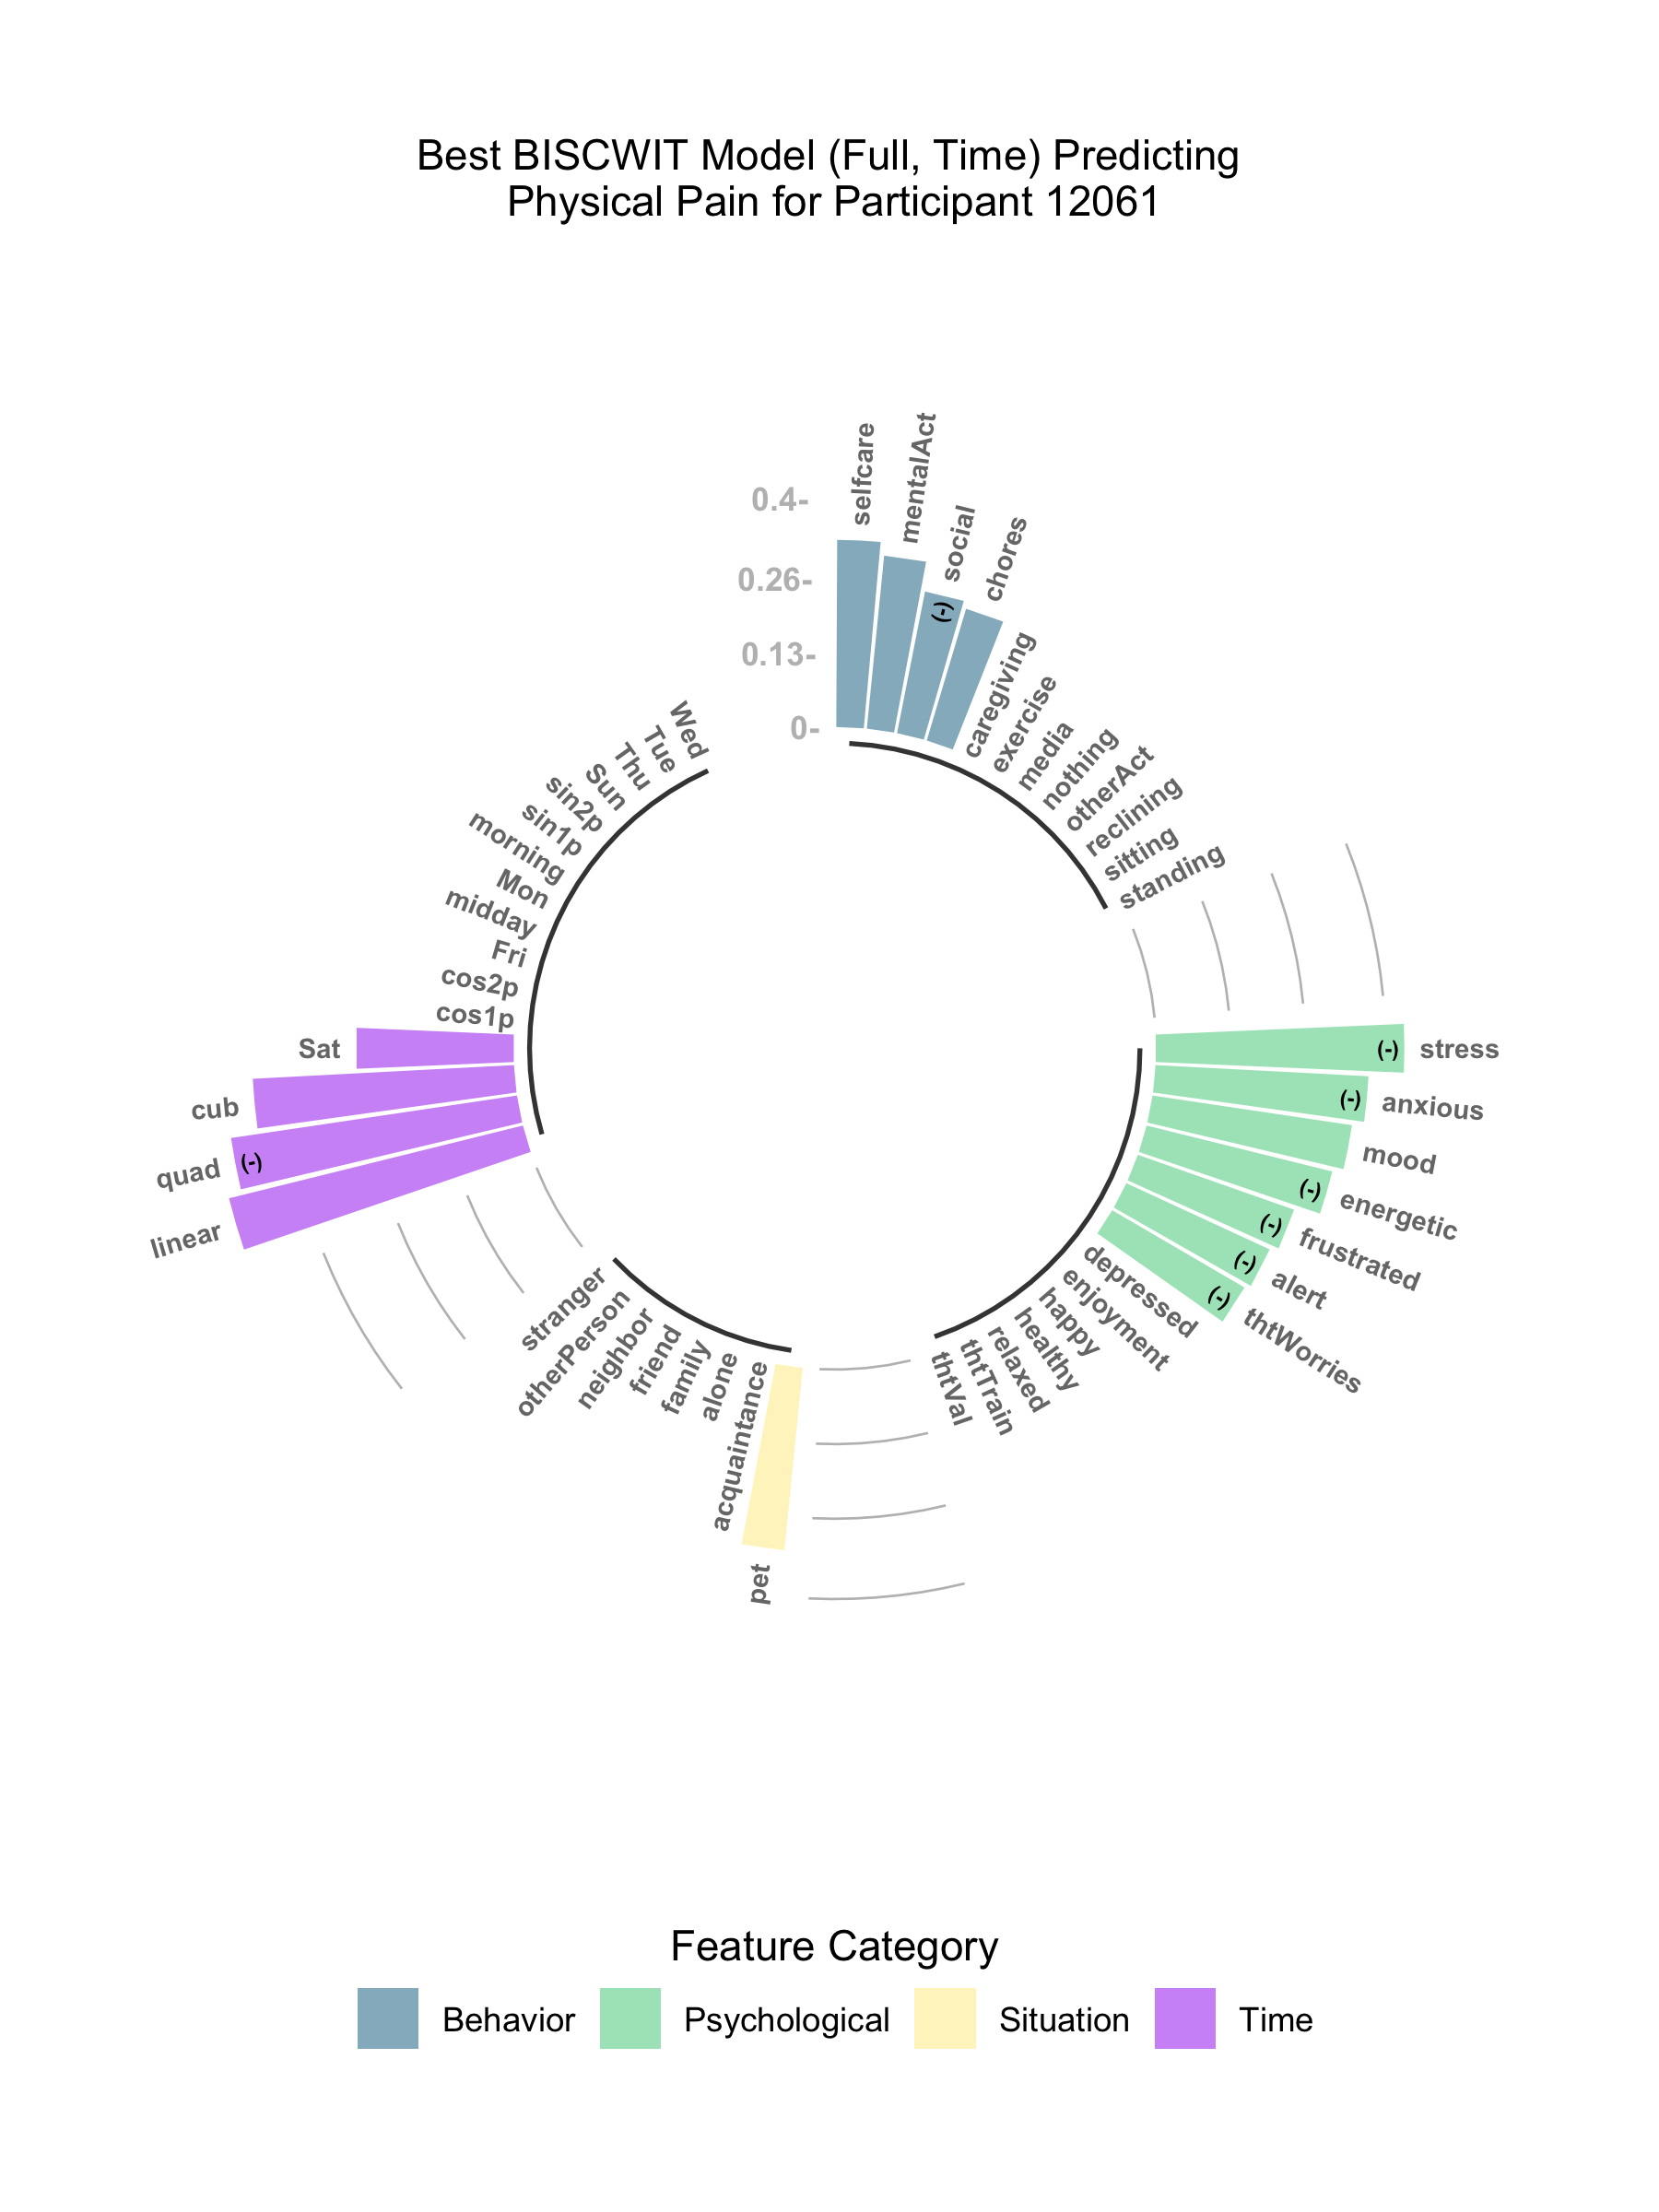 Best BISCWIT Model (Full, Time) Predicting
Physical Pain for Participant 12061
0.4-
0.26-
0.13-
0-
selfcare
mentalAct
social
(-)
chores
caregiving
exercise
media
nothing
otherAct
reclining
sitting
standing
stress
(-)
anxious
(-)
mood
energetic
(-)
frustrated
(-)
alert
(-)
thtWorries
(-)
depressed
enjoyment
happy
healthy
relaxed
thtTrain
thtVal
pet
acquaintance
alone
family
friend
neighbor
otherPerson
stranger
linear
quad
(-)
cub
Sat
cos1p
cos2p
Fri
midday
Mon
morning
sin1p
sin2p
Sun
Thu
Tue
Wed
Feature Category
Behavior
Psychological
Situation
Time